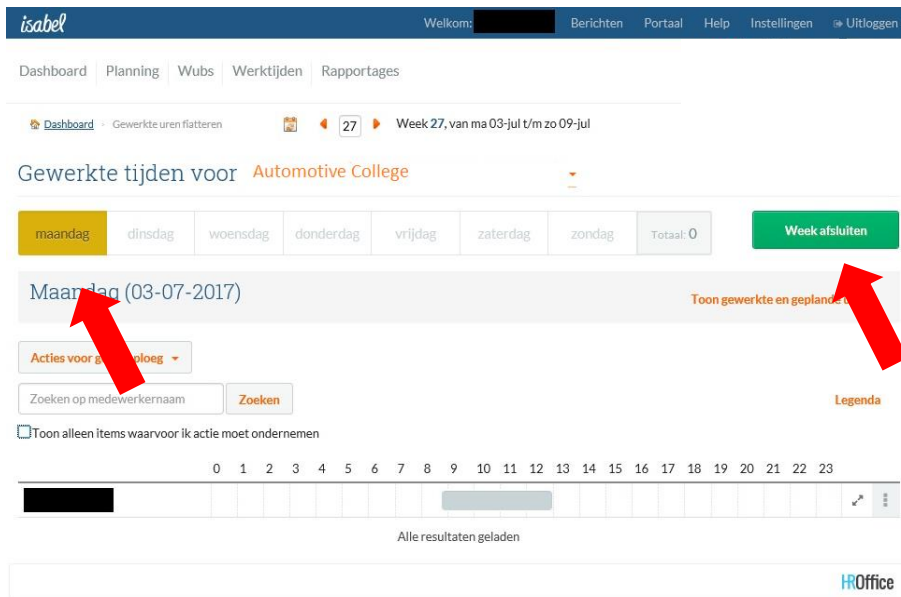 isabel Welkom: Berichten Portaal Help Instellingen Uitloggen
Dashboard Planning Wubs Werktijden Rapportages
Dashboard Gewerkte uren fiatteren 27 Week 27, van ma 03-jul t/m zo 09-jul
Gewerkte tijden voor Automotive College
maandag dinsdag woensdag donderdag vrijdag zaterdag zondag Totaal: 0 Week afsluiten
Maandag (03-07-2017)
Toon gewerkte en geplande
Acties voor ploeg
Zoeken op medewerkernaam Zoeken Legenda
Toon alleen items waarvoor ik actie moet ondernemen
0 1 2 3 4 5 6 7 8 9 10 11 12 13 14 15 16 17 18 19 20 21 22 23
Alle resultaten geladen
HROffice